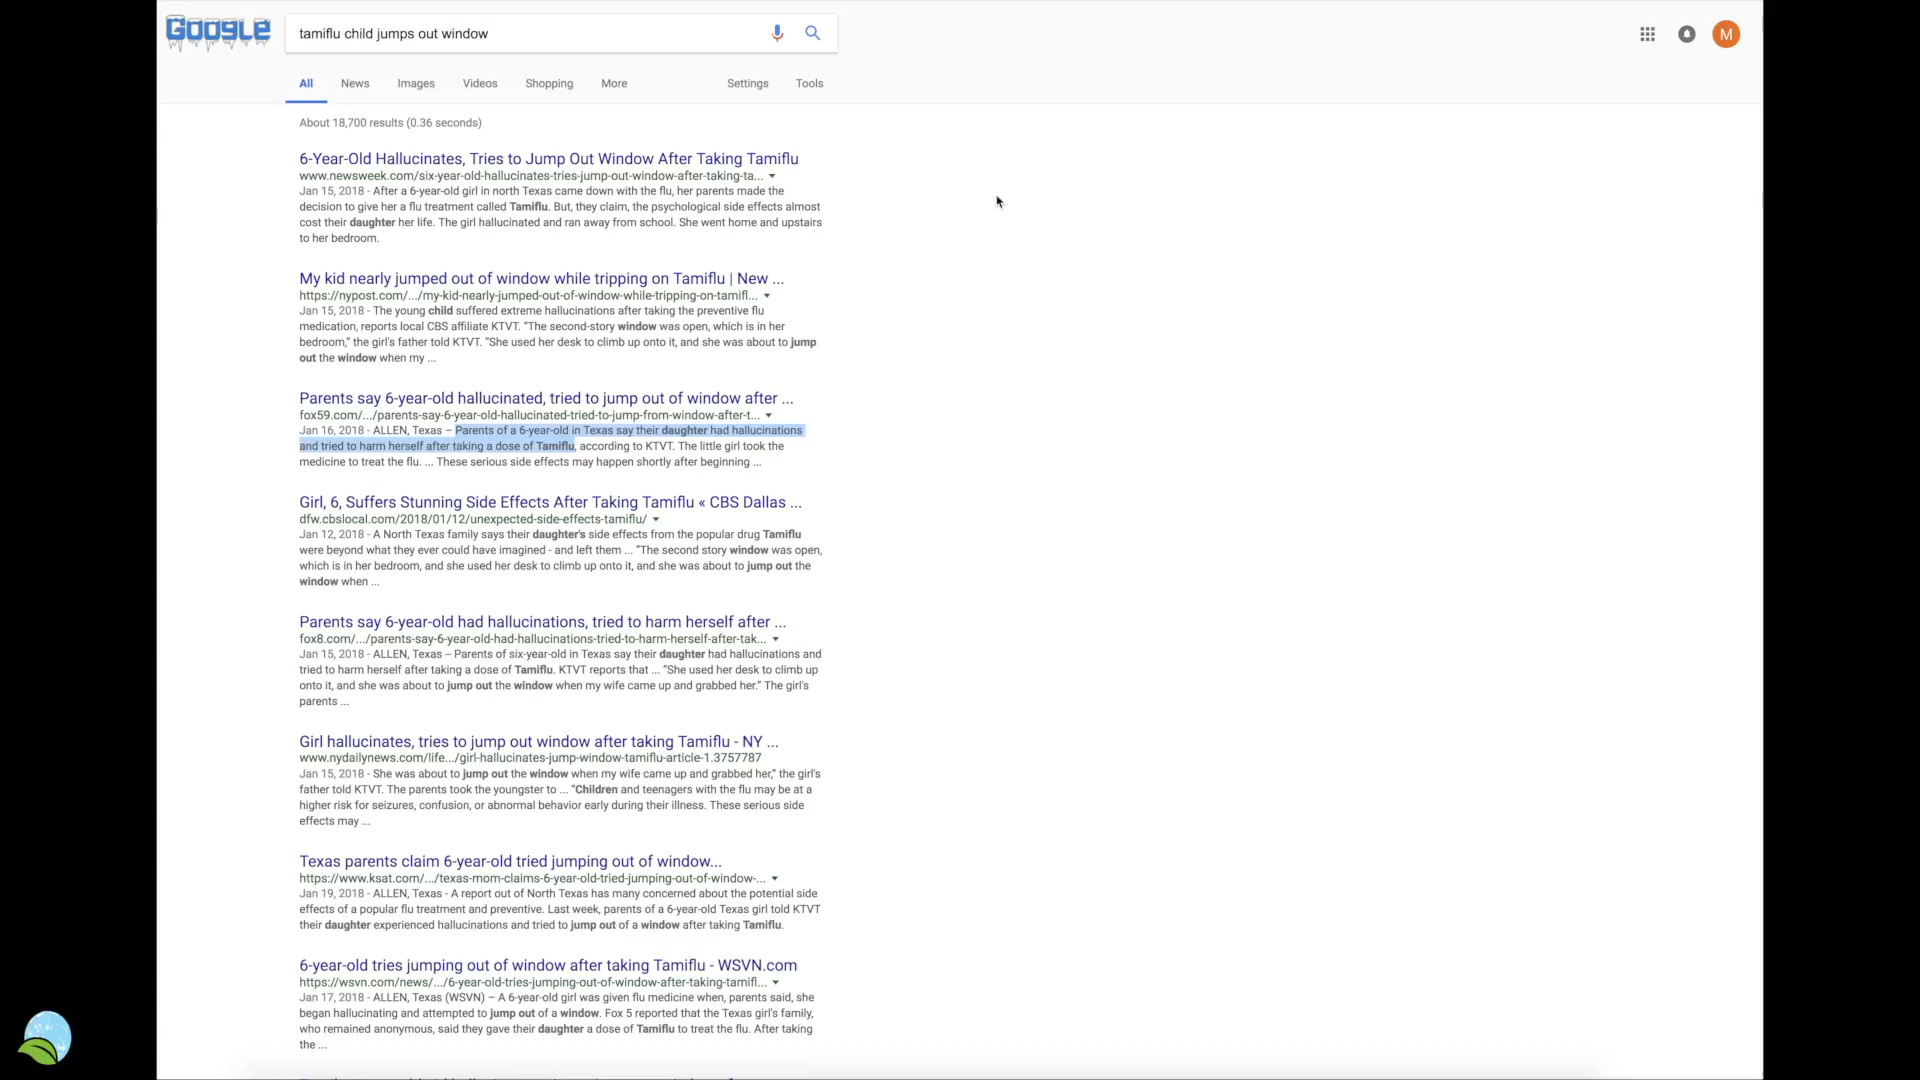 Google
tamiflu child jumps out window
M
All News Images Videos Shopping More Settings Tools
About 18,700 results (0.36 seconds)
6-Year-Old Hallucinates, Tries to Jump Out Window After Taking Tamiflu
www.newsweek.com/six-year-old-hallucinates-tries-jump-out-window-after-taking-ta...
Jan 15, 2018 - After a 6-year-old girl in north Texas came down with the flu, her parents made the
decision to give her a flu treatment called Tamiflu. But, they claim, the psychological side effects almost
cost their daughter her life. The girl hallucinated and ran away from school. She went home and upstairs
to her bedroom.
My kid nearly jumped out of window while tripping on Tamiflu | New ...
https://nypost.com/.../my-kid-nearly-jumped-out-of-window-while-tripping-on-tamifl...
Jan 15, 2018 - The young child suffered extreme hallucinations after taking the preventive flu
medication, reports local CBS affiliate KTVT. “The second-story window was open, which is in her
bedroom,” the girl's father told KTVT. “She used her desk to climb up onto it, and she was about to jump
out the window when my ...
Parents say 6-year-old hallucinated, tried to jump out of window after ...
fox59.com/.../parents-say-6-year-old-hallucinated-tried-to-jump-from-window-after-t...
Jan 16, 2018 - ALLEN, Texas – Parents of a 6-year-old in Texas say their daughter had hallucinations
and tried to harm herself after taking a dose of Tamiflu, according to KTVT. The little girl took the
medicine to treat the flu. ... These serious side effects may happen shortly after beginning ...
Girl, 6, Suffers Stunning Side Effects After Taking Tamiflu « CBS Dallas ...
dfw.cbslocal.com/2018/01/12/unexpected-side-effects-tamiflu/
Jan 12, 2018 - A North Texas family says their daughter's side effects from the popular drug Tamiflu
were beyond what they ever could have imagined - and left them ... “The second story window was open,
which is in her bedroom, and she used her desk to climb up onto it, and she was about to jump out the
window when ...
Parents say 6-year-old had hallucinations, tried to harm herself after ...
fox8.com/.../parents-say-6-year-old-had-hallucinations-tried-to-harm-herself-after-tak...
Jan 15, 2018 - ALLEN, Texas – Parents of six-year-old in Texas say their daughter had hallucinations and
tried to harm herself after taking a dose of Tamiflu. KTVT reports that ... “She used her desk to climb up
onto it, and she was about to jump out the window when my wife came up and grabbed her.” The girl's
parents ...
Girl hallucinates, tries to jump out window after taking Tamiflu - NY ...
www.nydailynews.com/life.../girl-hallucinates-jump-window-tamiflu-article-1.3757787
Jan 15, 2018 - She was about to jump out the window when my wife came up and grabbed her,” the girl's
father told KTVT. The parents took the youngster to ... “Children and teenagers with the flu may be at a
higher risk for seizures, confusion, or abnormal behavior early during their illness. These serious side
effects may ...
Texas parents claim 6-year-old tried jumping out of window...
https://www.ksat.com/.../texas-mom-claims-6-year-old-tried-jumping-out-of-window-...
Jan 19, 2018 - ALLEN, Texas - A report out of North Texas has many concerned about the potential side
effects of a popular flu treatment and preventive. Last week, parents of a 6-year-old Texas girl told KTVT
their daughter experienced hallucinations and tried to jump out of a window after taking Tamiflu.
6-year-old tries jumping out of window after taking Tamiflu - WSVN.com
https://wsvn.com/news/.../6-year-old-tries-jumping-out-of-window-after-taking-tamifl...
Jan 17, 2018 - ALLEN, Texas (WSVN) – A 6-year-old girl was given flu medicine when, parents said, she
began hallucinating and attempted to jump out of a window. Fox 5 reported that the Texas girl's family,
who remained anonymous, said they gave their daughter a dose of Tamiflu to treat the flu. After taking
the ...